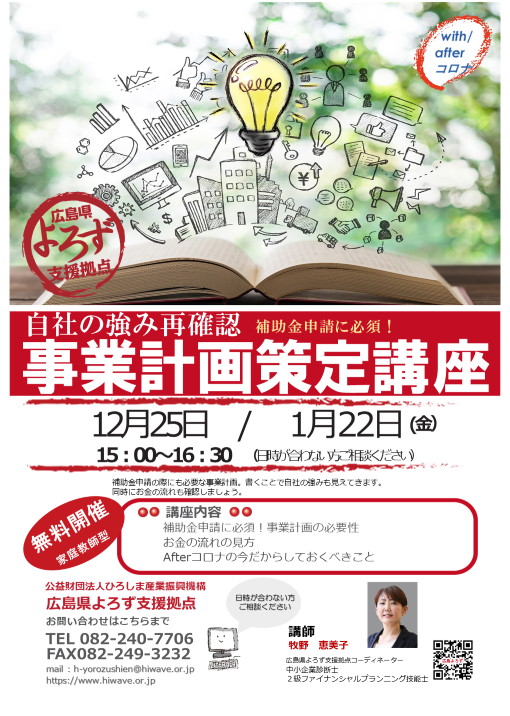 with/
after
コロナ
広島県
よろず
支援拠点
自社の強み再確認 補助金申請に必須！
事業計画策定講座
12月25日 / 1月22日(金)
15：00～16：30 (日時が合わない方ご相談ください)
補助金申請の際にも必要な事業計画。書くことで自社の強みも見えてきます。
同時にお金の流れも確認しましょう。
無料開催
家庭教師型
講座内容
補助金申請に必須！事業計画の必要性
お金の流れの見方
Afterコロナの今だからしておくべきこと
公益財団法人ひろしま産業振興機構
広島県よろず支援拠点
お問い合わせはこちらまで
TEL 082-240-7706
FAX082-249-3232
mail：h-yorozushien@hiwave.or.jp
https://www.hiwave.or.jp
日時が合わない方
ご相談ください
講師
牧野 恵美子
広島県よろず支援拠点コーディネーター
中小企業診断士
２級ファイナンシャルプランニング技能士
広島よろず